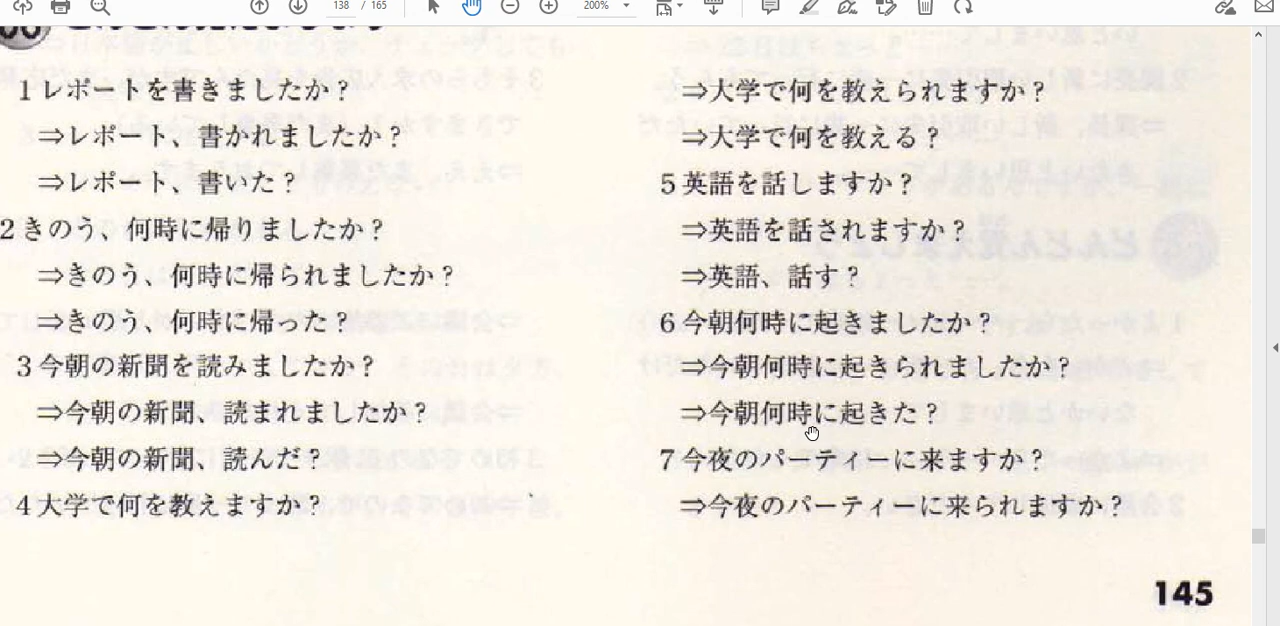 138 / 165
200%
1レポートを書きましたか？
⇒レポート、書かれましたか？
⇒レポート、書いた？
2きのう、何時に帰りましたか？
⇒きのう、何時に帰られましたか？
⇒きのう、何時に帰った？
3今朝の新聞を読みましたか？
⇒今朝の新聞、読まれましたか？
⇒今朝の新聞、読んだ？
4大学で何を教えますか？
⇒大学で何を教えられますか？
⇒大学で何を教える？
5英語を話しますか？
⇒英語を話されますか？
⇒英語、話す？
6今朝何時に起きましたか？
⇒今朝何時に起きられましたか？
⇒今朝何時に起きた？
7今夜のパーティーに来ますか？
⇒今夜のパーティーに来られますか？
145